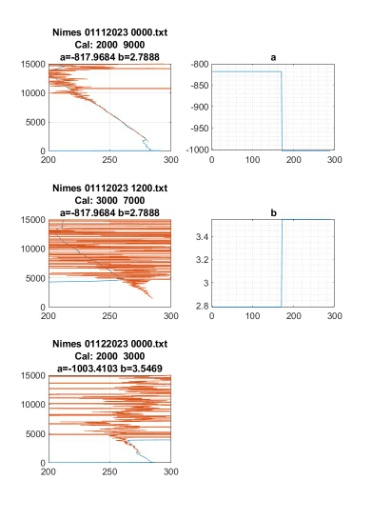 Nimes 01112023 0000.txt
Cal: 2000 9000
a=-817.9684 b=2.7888
15000
10000
5000
0
200 250 300
a
-800
-850
-900
-950
-1000
0 100 200 300
Nimes 01112023 1200.txt
Cal: 3000 7000
a=-817.9684 b=2.7888
15000
10000
5000
0
200 250 300
b
3.4
3.2
3
2.8
0 100 200 300
Nimes 01122023 0000.txt
Cal: 2000 3000
a=-1003.4103 b=3.5469
15000
10000
5000
0
200 250 300